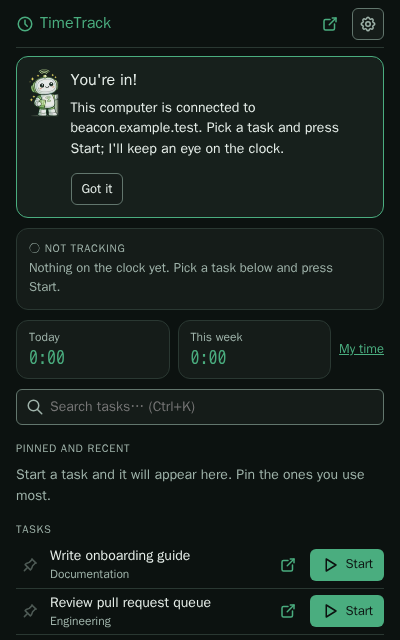 TimeTrack
You're in!
This computer is connected to
beacon.example.test. Pick a task and press
Start; I'll keep an eye on the clock.
Got it
NOT TRACKING
Nothing on the clock yet. Pick a task below and press
Start.
Today
0:00
This week
0:00
My time
Search tasks… (Ctrl+K)
PINNED AND RECENT
Start a task and it will appear here. Pin the ones you use
most.
TASKS
Write onboarding guide
Documentation
Start
Review pull request queue
Engineering
Start